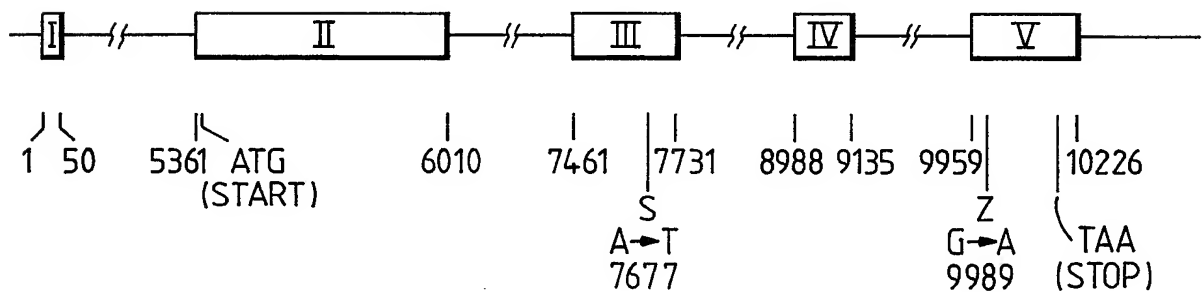 I II III IV V
1 50 5361 ATG 6010 7461 7731 8988 9135 9959 10226
(START)
S Z
A→T G→A TAA
7677 9989 (STOP)